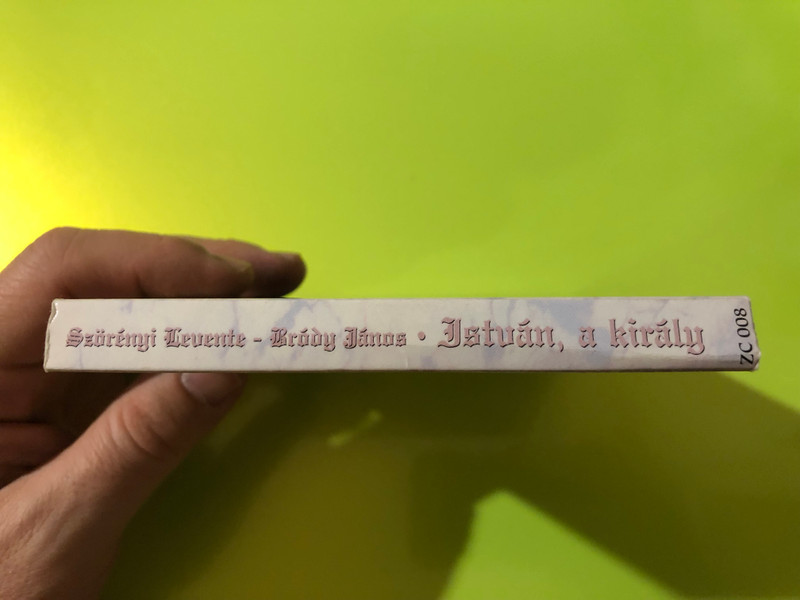 Szörényi Levente - Bródy János • István, a király
ZC 008